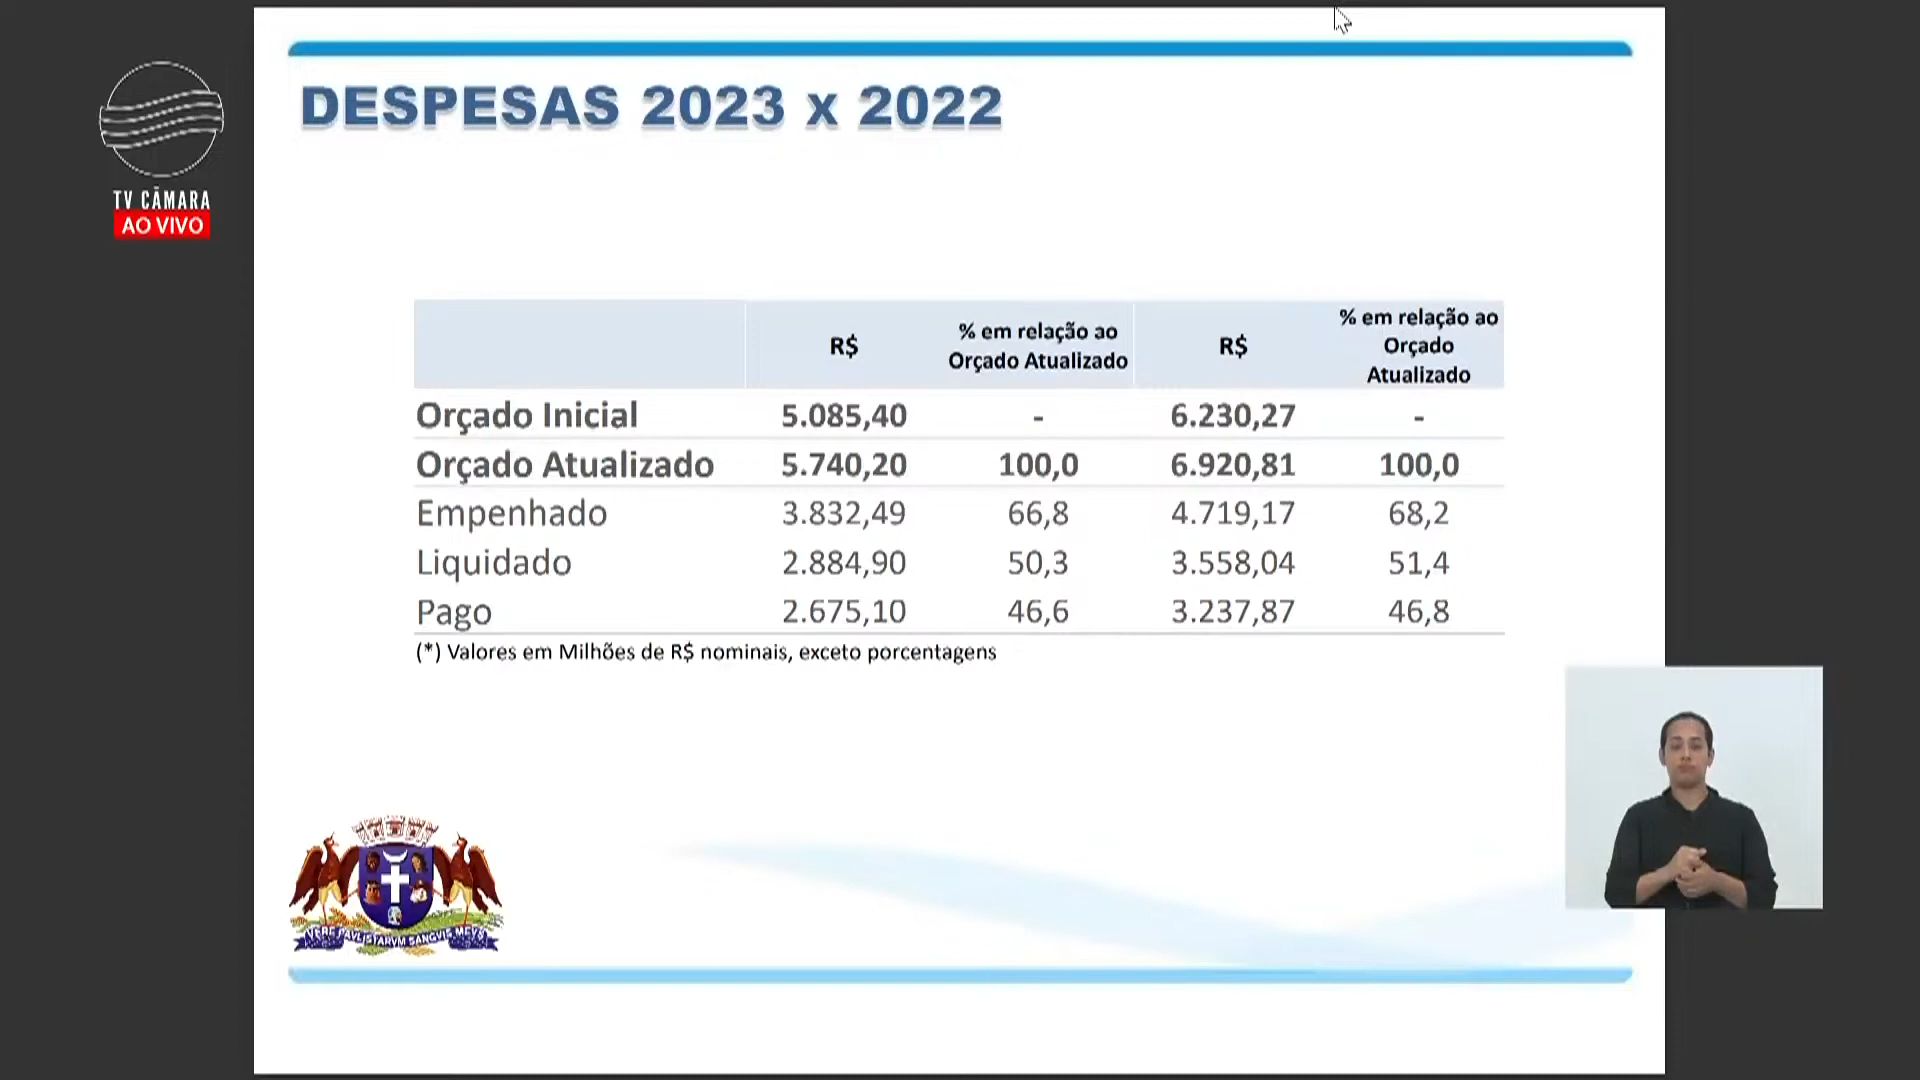 TV CÂMARA
AO VIVO
DESPESAS 2023 x 2022
R$ % em relação ao Orçado Atualizado R$ % em relação ao Orçado Atualizado
Orçado Inicial 5.085,40 - 6.230,27 -
Orçado Atualizado 5.740,20 100,0 6.920,81 100,0
Empenhado 3.832,49 66,8 4.719,17 68,2
Liquidado 2.884,90 50,3 3.558,04 51,4
Pago 2.675,10 46,6 3.237,87 46,8
(*) Valores em Milhões de R$ nominais, exceto porcentagens
VERE PAVLISTARVM SANGVIS MEVS